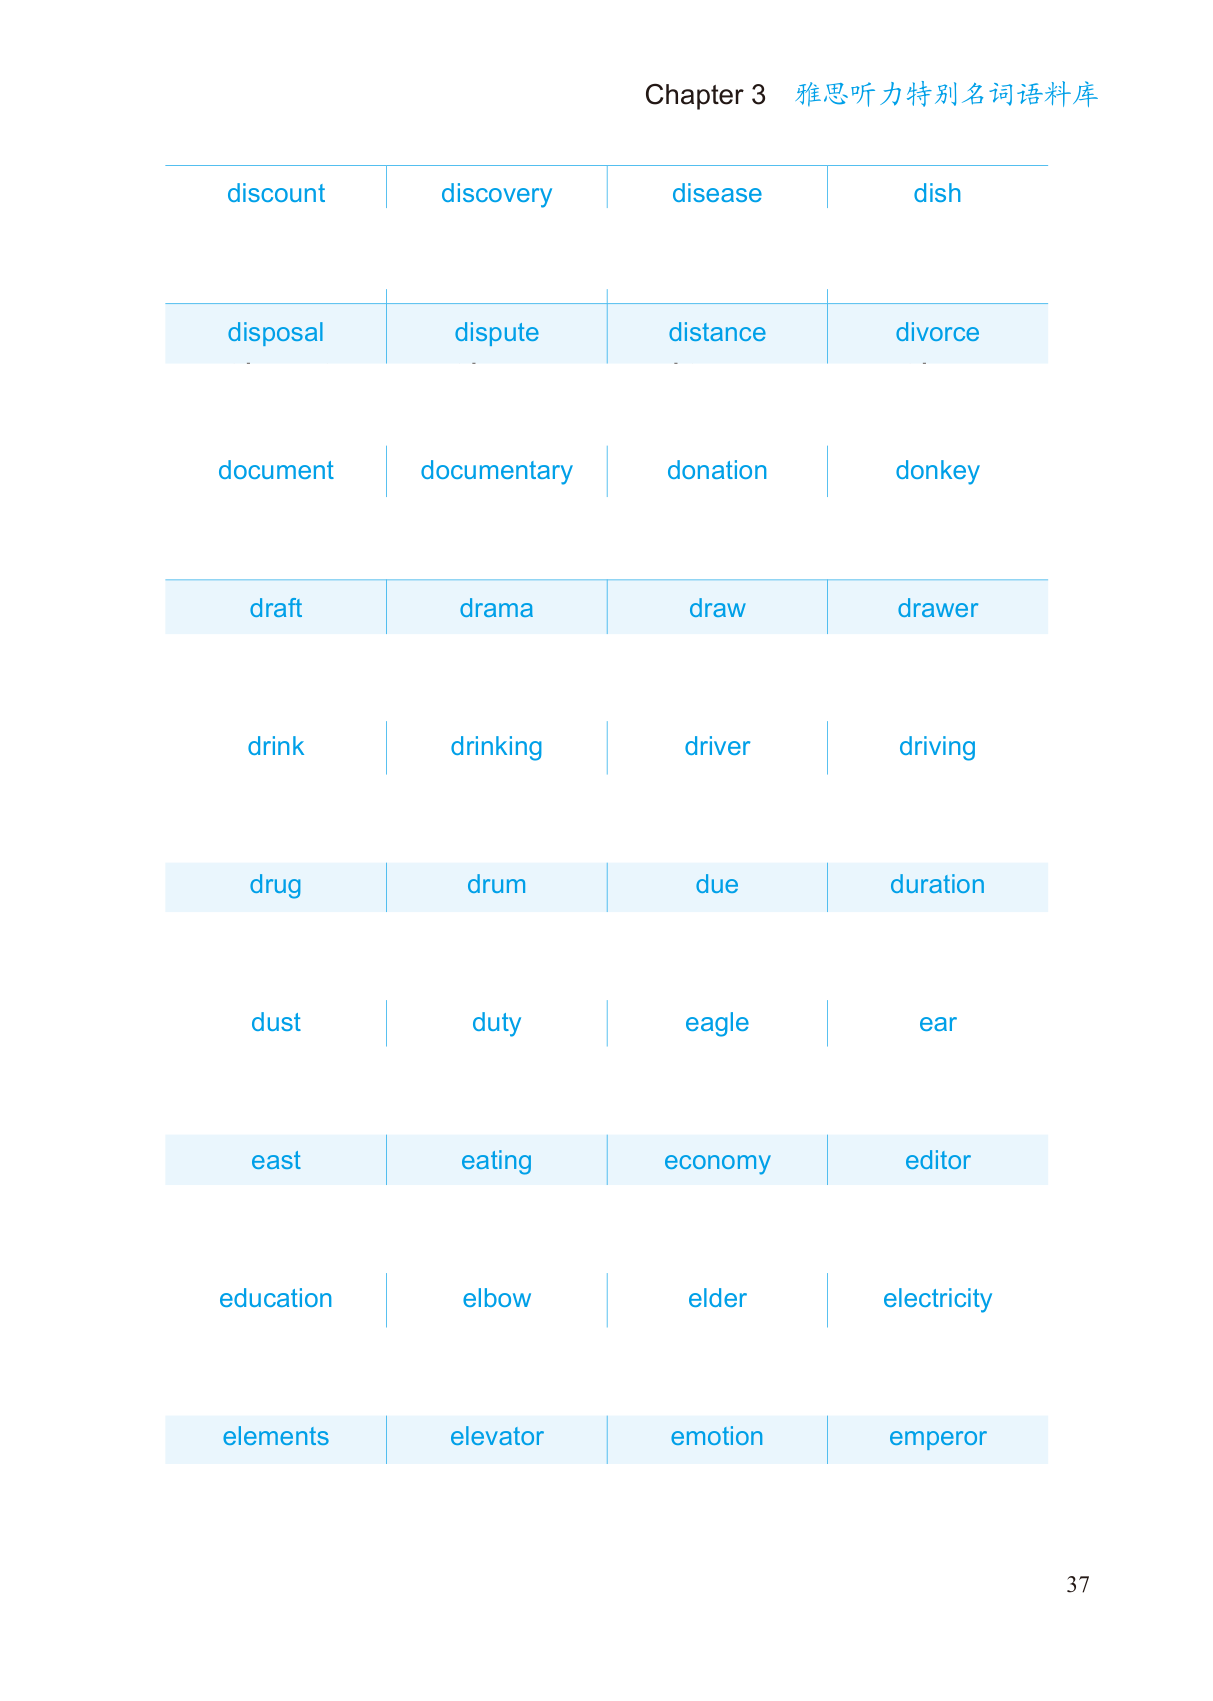 Chapter 3 雅思听力特别名词语料库
discount discovery disease dish
disposal dispute distance divorce
document documentary donation donkey
draft drama draw drawer
drink drinking driver driving
drug drum due duration
dust duty eagle ear
east eating economy editor
education elbow elder electricity
elements elevator emotion emperor
37